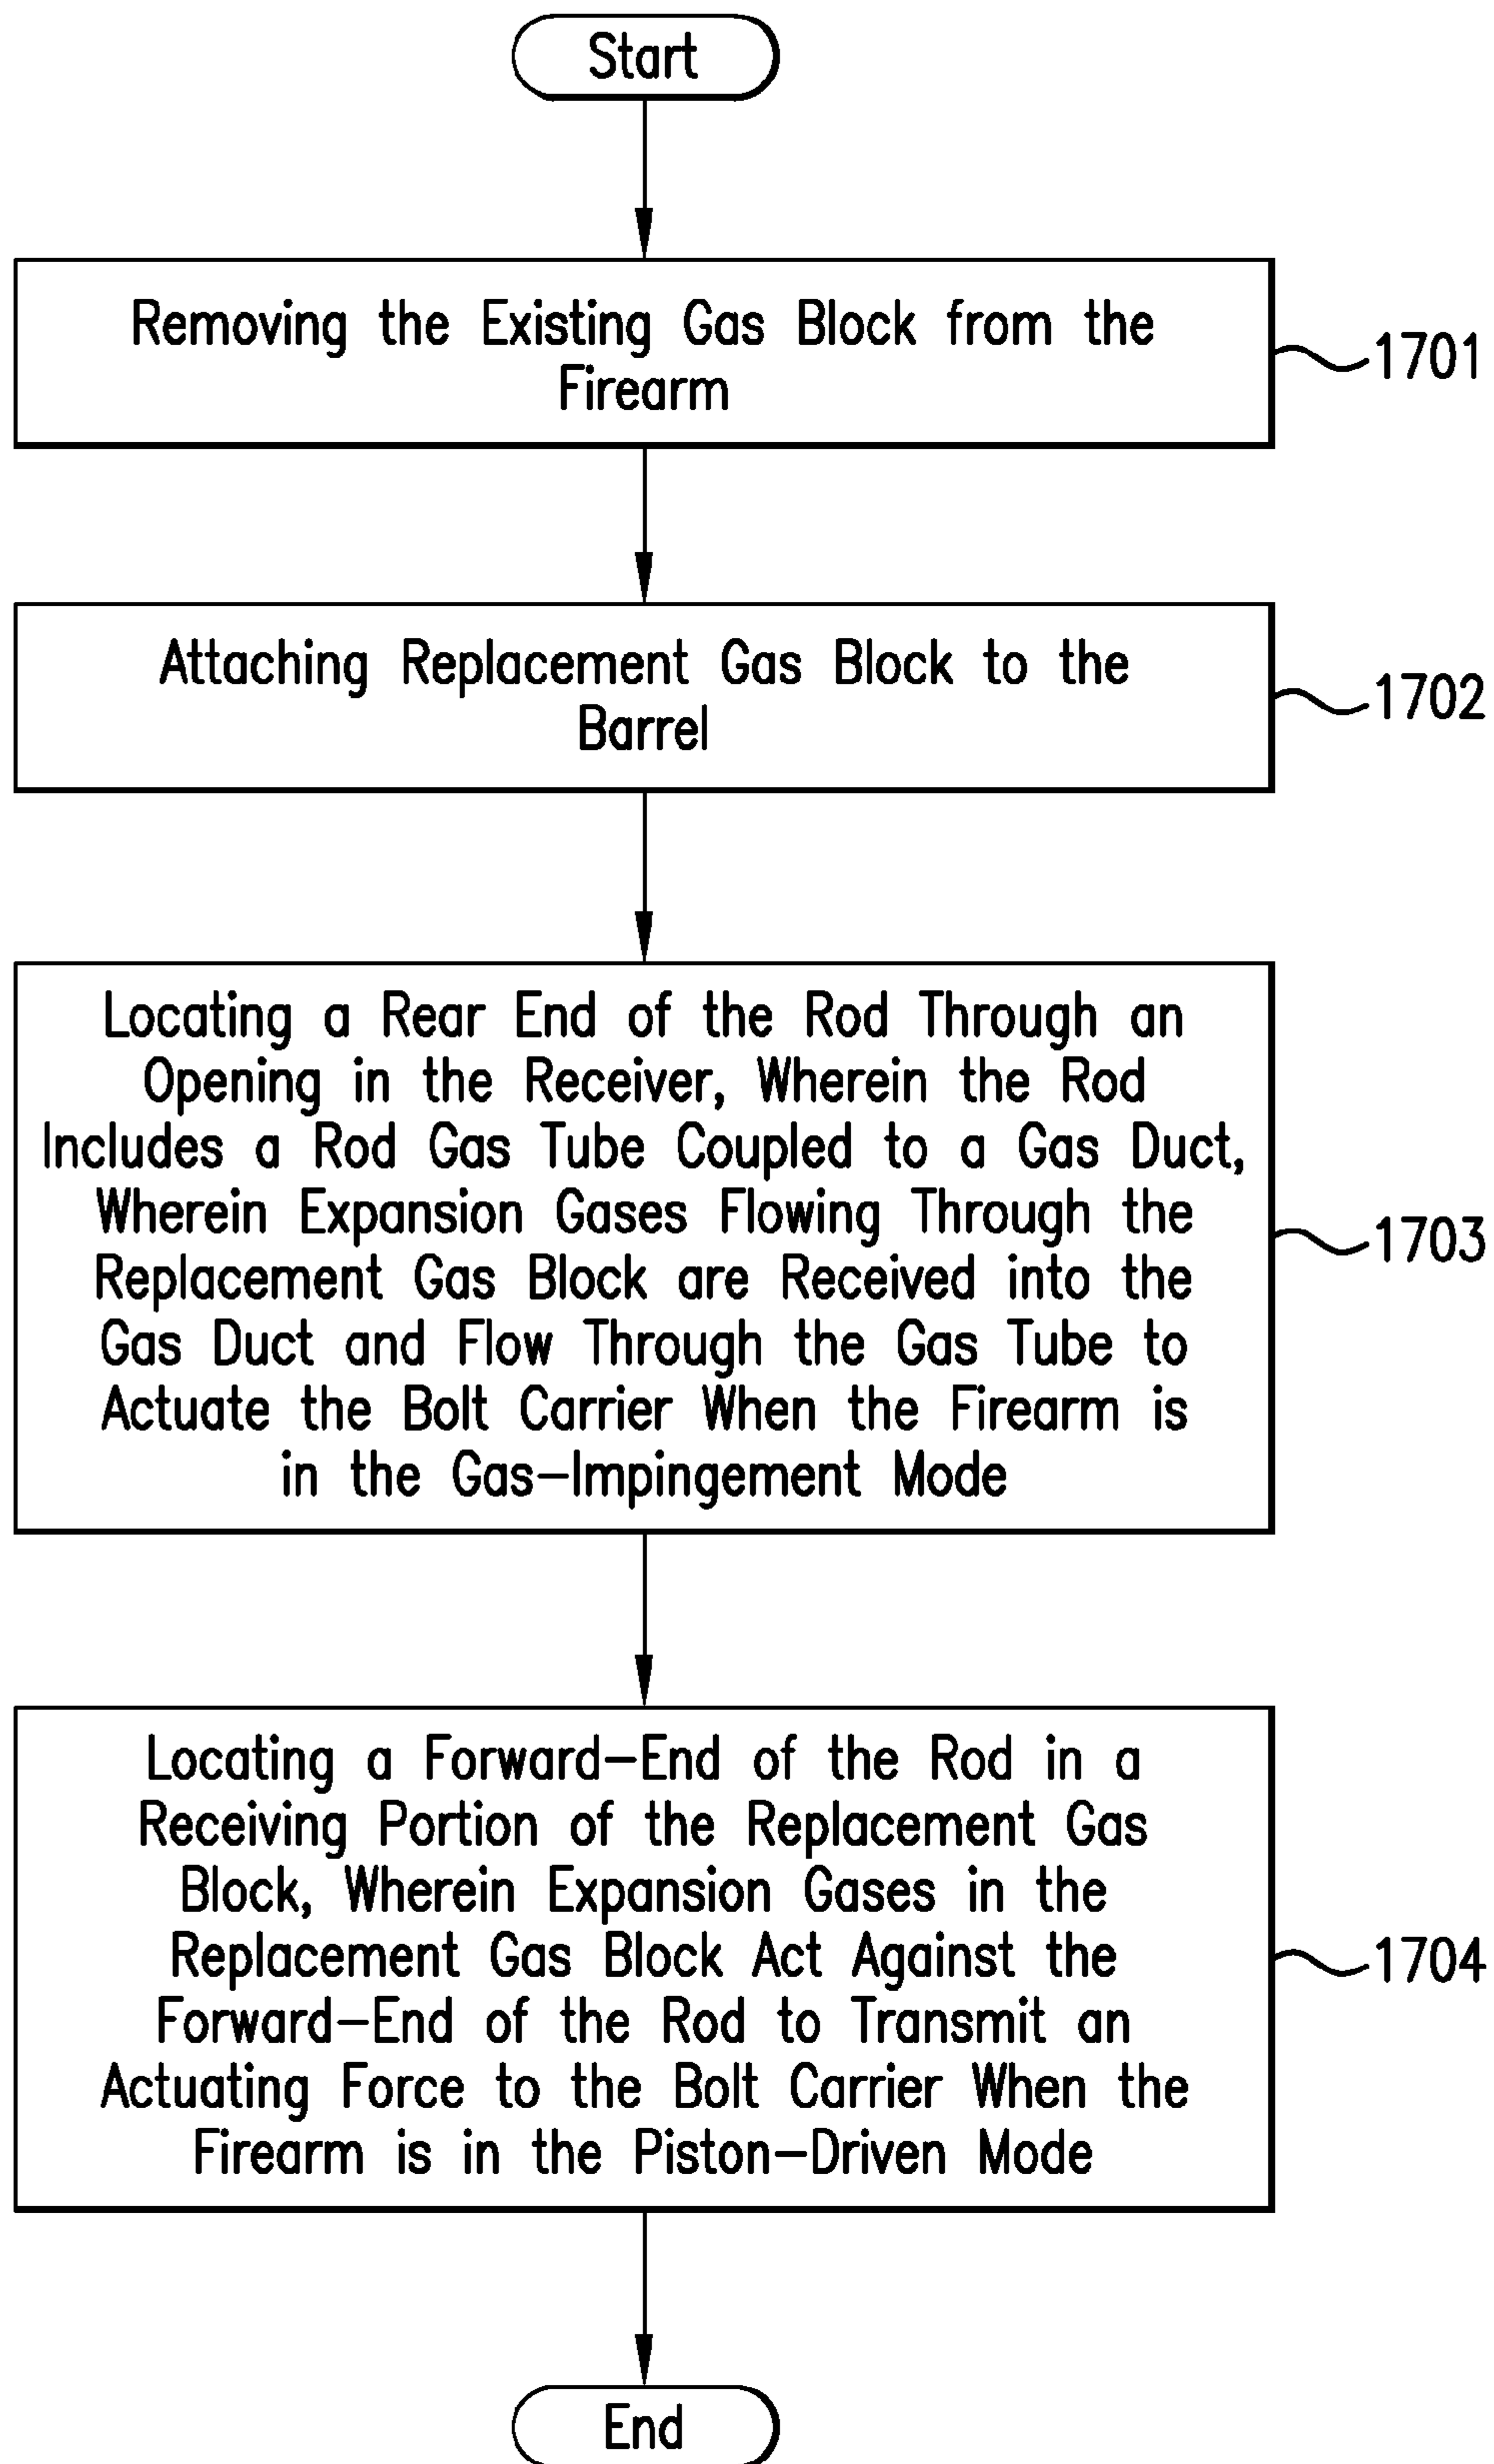 Start
Removing the Existing Gas Block from the
Firearm
1701
Attaching Replacement Gas Block to the
Barrel
1702
Locating a Rear End of the Rod Through an
Opening in the Receiver, Wherein the Rod
Includes a Rod Gas Tube Coupled to a Gas Duct,
Wherein Expansion Gases Flowing Through the
Replacement Gas Block are Received into the
Gas Duct and Flow Through the Gas Tube to
Actuate the Bolt Carrier When the Firearm is
in the Gas-Impingement Mode
1703
Locating a Forward-End of the Rod in a
Receiving Portion of the Replacement Gas
Block, Wherein Expansion Gases in the
Replacement Gas Block Act Against the
Forward-End of the Rod to Transmit an
Actuating Force to the Bolt Carrier When the
Firearm is in the Piston-Driven Mode
1704
End